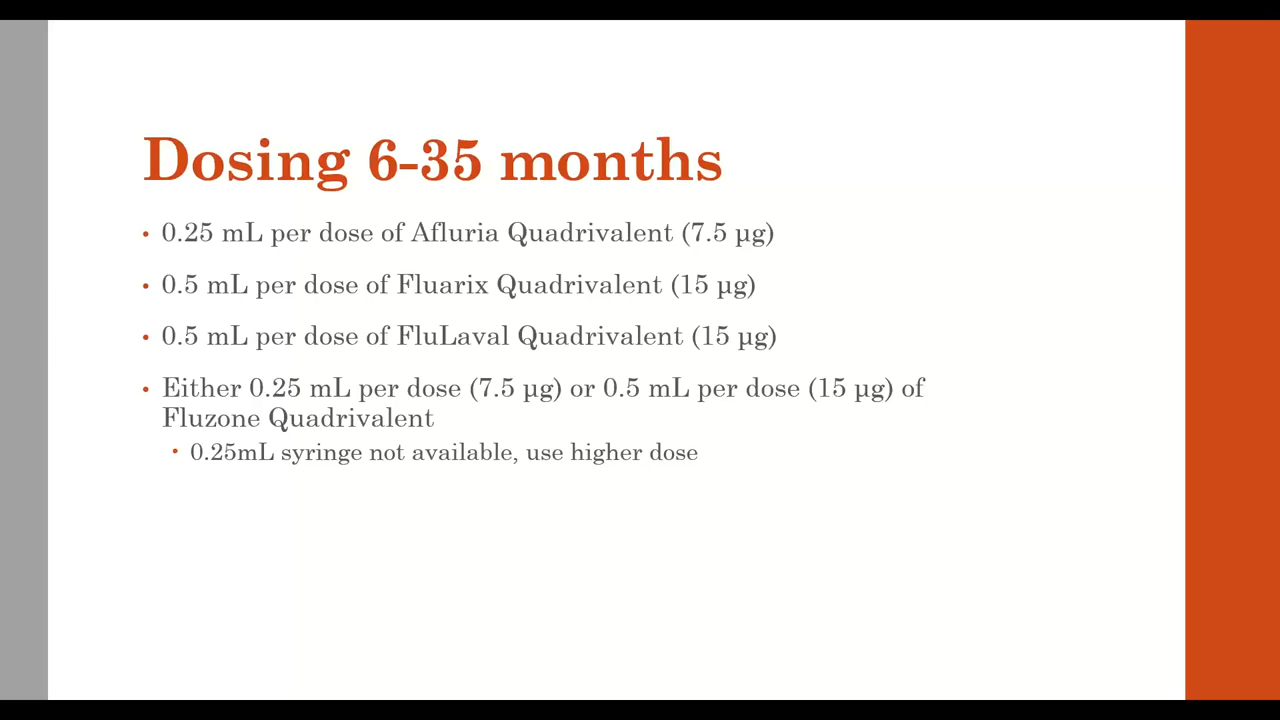 Dosing 6-35 months
• 0.25 mL per dose of Afluria Quadrivalent (7.5 µg)
• 0.5 mL per dose of Fluarix Quadrivalent (15 µg)
• 0.5 mL per dose of FluLaval Quadrivalent (15 µg)
• Either 0.25 mL per dose (7.5 µg) or 0.5 mL per dose (15 µg) of
Fluzone Quadrivalent
• 0.25mL syringe not available, use higher dose